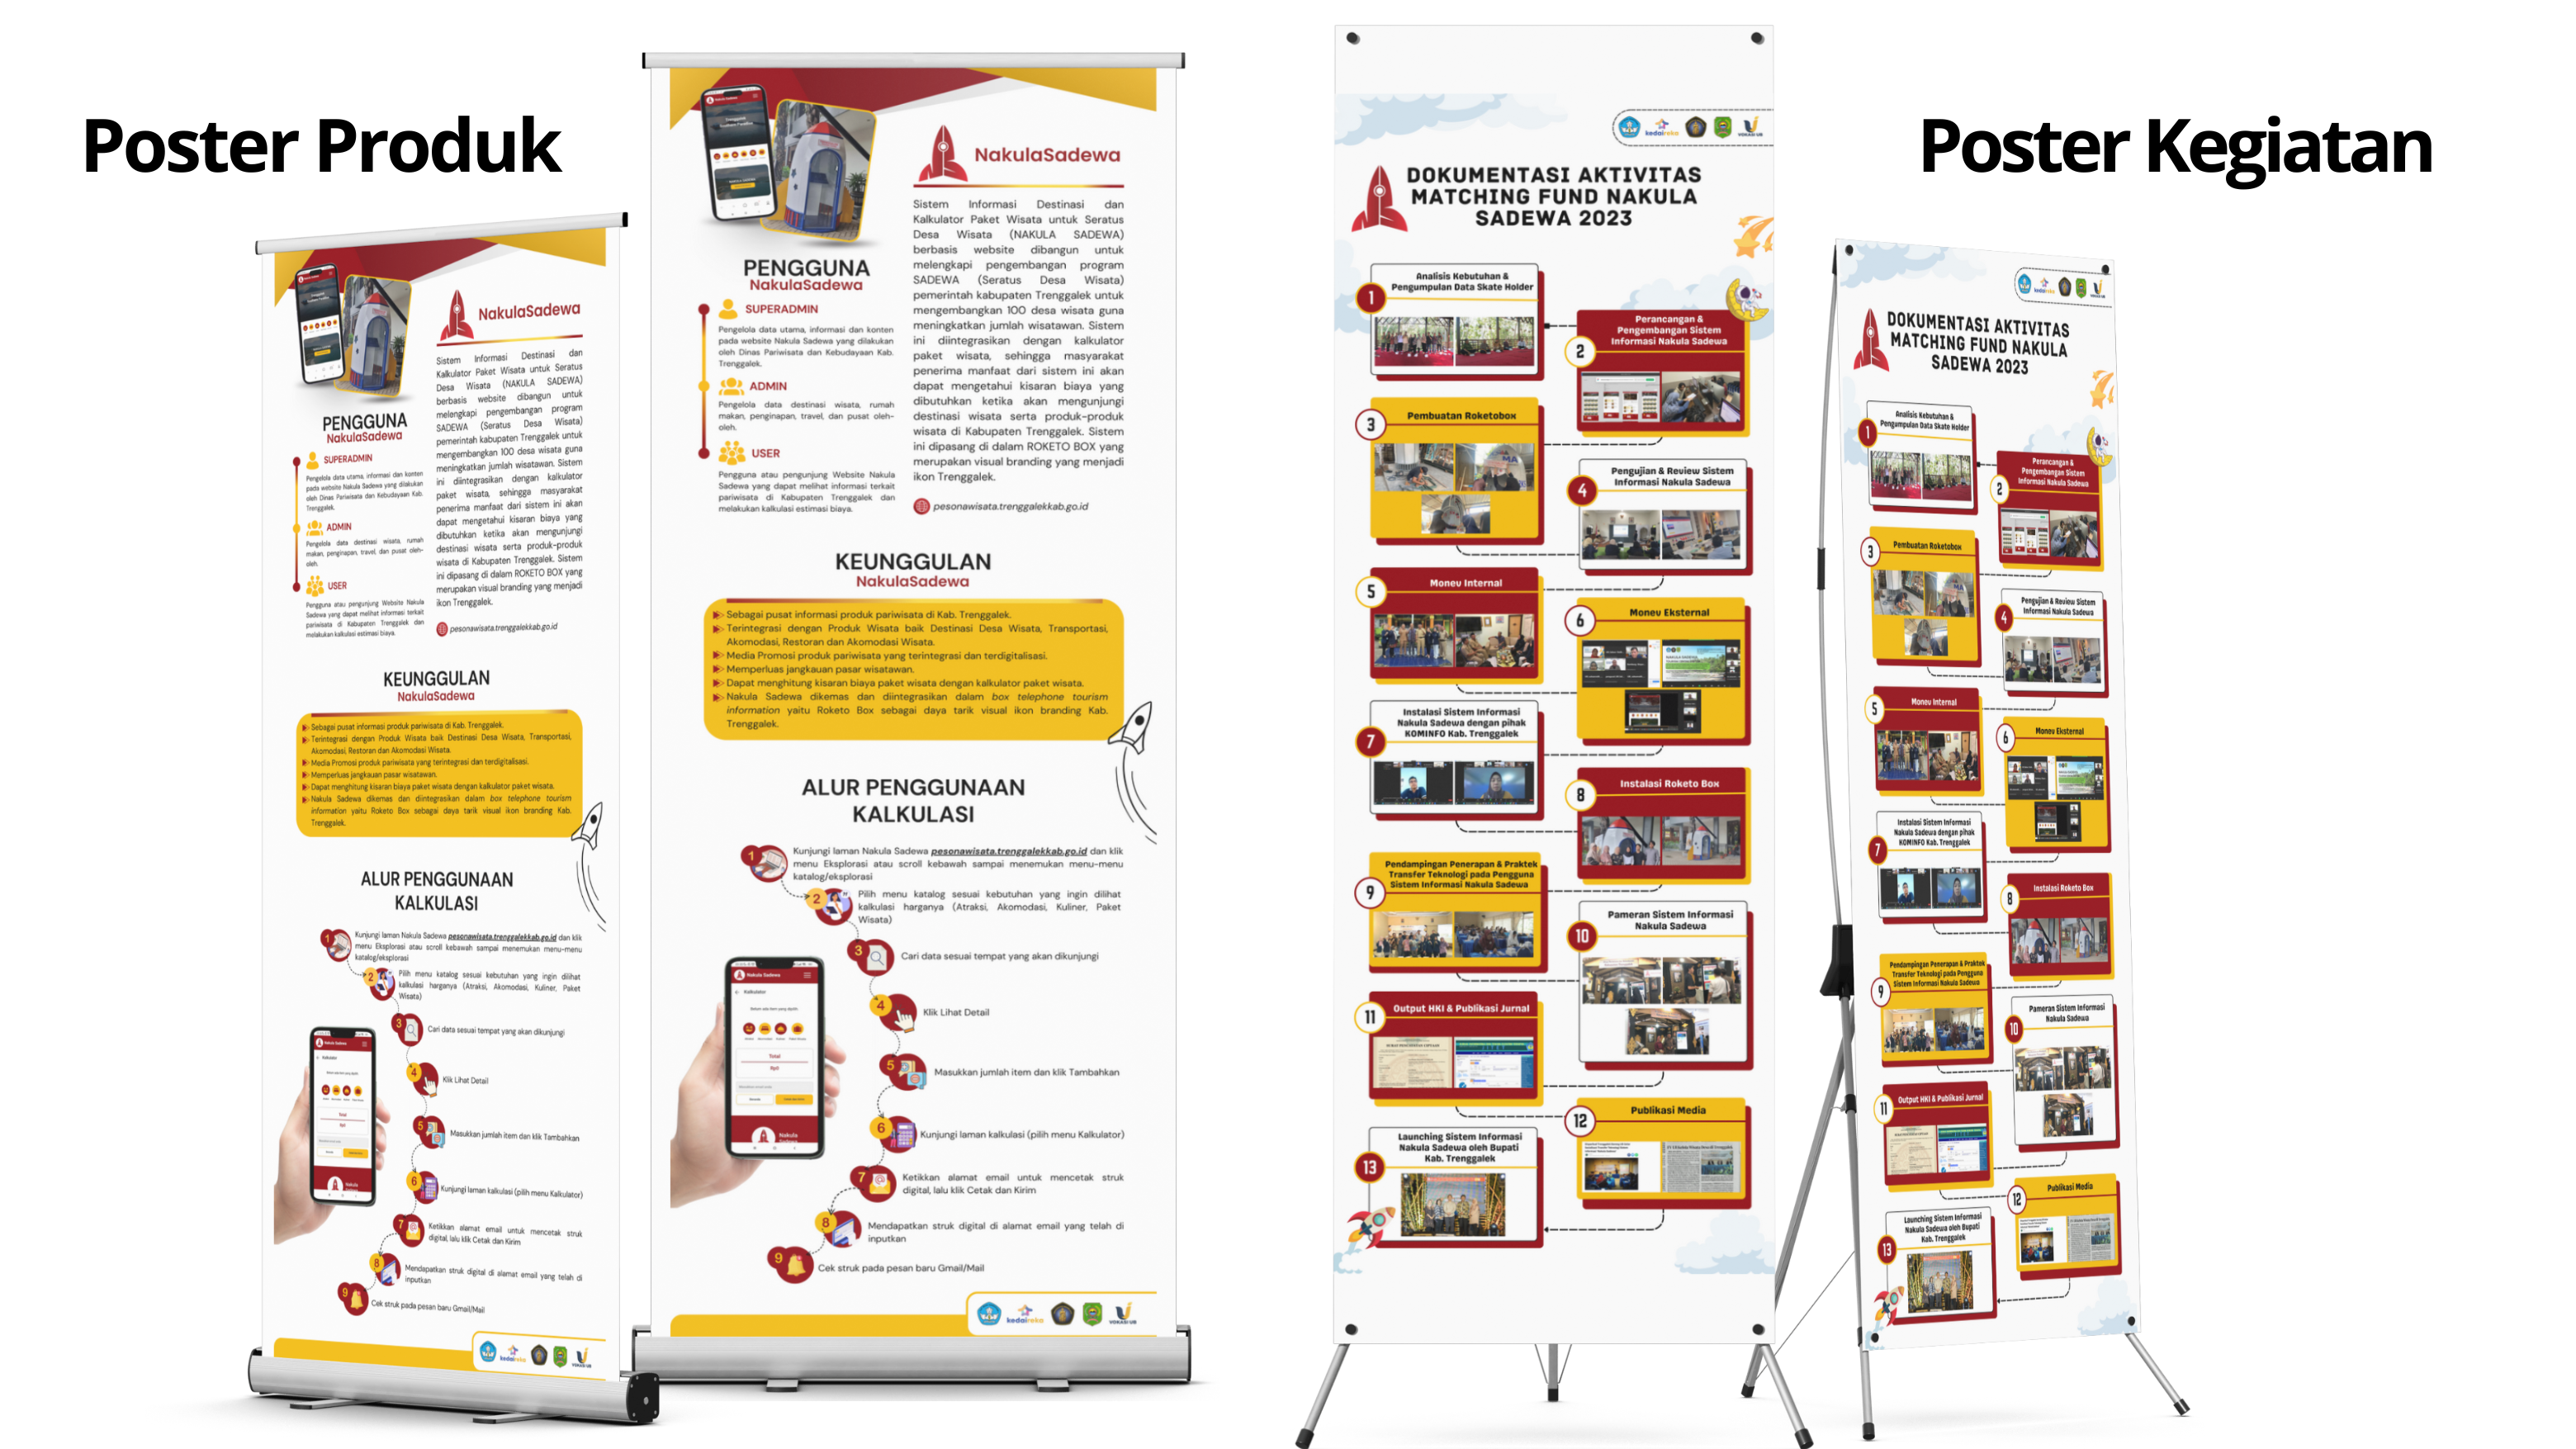 Poster Produk
NakulaSadewa
Sistem Informasi Destinasi dan
Kalkulator Paket Wisata untuk Seratus
Desa Wisata (NAKULA SADEWA)
berbasis website dibangun untuk
melengkapi pengembangan program
SADEWA (Seratus Desa Wisata)
pemerintah kabupaten Trenggalek untuk
mengembangkan 100 desa wisata guna
meningkatkan jumlah wisatawan. Sistem
ini diintegrasikan dengan kalkulator
paket wisata, sehingga masyarakat
penerima manfaat dari sistem ini akan
dapat mengetahui kisaran biaya yang
dibutuhkan ketika akan mengunjungi
destinasi wisata serta produk-produk
wisata di Kabupaten Trenggalek. Sistem
ini dipasang di dalam ROKETO BOX yang
merupakan visual branding yang menjadi
ikon Trenggalek.
pesonawisata.trenggalekkab.go.id
PENGGUNA
NakulaSadewa
SUPERADMIN
Pengelola data utama, informasi dan konten
pada website Nakula Sadewa yang dilakukan
oleh Dinas Pariwisata dan Kebudayaan Kab.
Trenggalek.
ADMIN
Pengelola data destinasi wisata, rumah
makan, penginapan, travel, dan pusat oleh-
oleh.
USER
Pengguna atau pengunjung Website Nakula
Sadewa yang dapat melihat informasi terkait
pariwisata di Kabupaten Trenggalek dan
melakukan kalkulasi estimasi biaya.
KEUNGGULAN
NakulaSadewa
Sebagai pusat informasi produk pariwisata di Kab. Trenggalek.
Terintegrasi dengan Produk Wisata baik Destinasi Desa Wisata, Transportasi,
Akomodasi, Restoran dan Akomodasi Wisata.
Media Promosi produk pariwisata yang terintegrasi dan terdigitalisasi.
Memperluas jangkauan pasar wisatawan.
Dapat menghitung kisaran biaya paket wisata dengan kalkulator paket wisata.
Nakula Sadewa dikemas dan diintegrasikan dalam box telephone tourism
information yaitu Roketo Box sebagai daya tarik visual ikon branding Kab.
Trenggalek.
ALUR PENGGUNAAN
KALKULASI
1 Kunjungi laman Nakula Sadewa pesonawisata.trenggalekkab.go.id dan klik
menu Eksplorasi atau scroll kebawah sampai menemukan menu-menu
katalog/eksplorasi
2 Pilih menu katalog sesuai kebutuhan yang ingin dilihat
kalkulasi harganya (Atraksi, Akomodasi, Kuliner, Paket
Wisata)
3 Cari data sesuai tempat yang akan dikunjungi
4 Klik Lihat Detail
5 Masukkan jumlah item dan klik Tambahkan
6 Kunjungi laman kalkulasi (pilih menu Kalkulator)
7 Ketikkan alamat email untuk mencetak struk
digital, lalu klik Cetak dan Kirim
8 Mendapatkan struk digital di alamat email yang telah di
inputkan
9 Cek struk pada pesan baru Gmail/Mail
Nakula Sadewa
Kalkulator
Total
Rp0
kedaireka
VOKASI UB
Poster Kegiatan
kedaireka
VOKASI UB
DOKUMENTASI AKTIVITAS
MATCHING FUND NAKULA
SADEWA 2023
1 Analisis Kebutuhan &
Pengumpulan Data Skate Holder
2 Perancangan &
Pengembangan Sistem
Informasi Nakula Sadewa
3 Pembuatan Roketobox
4 Pengujian & Review Sistem
Informasi Nakula Sadewa
5 Monev Internal
6 Monev Eksternal
7 Instalasi Sistem Informasi
Nakula Sadewa dengan pihak
KOMINFO Kab. Trenggalek
8 Instalasi Roketo Box
9 Pendampingan Penerapan & Praktek
Transfer Teknologi pada Pengguna
Sistem Informasi Nakula Sadewa
10 Pameran Sistem Informasi
Nakula Sadewa
11 Output HKI & Publikasi Jurnal
12 Publikasi Media
13 Launching Sistem Informasi
Nakula Sadewa oleh Bupati
Kab. Trenggalek